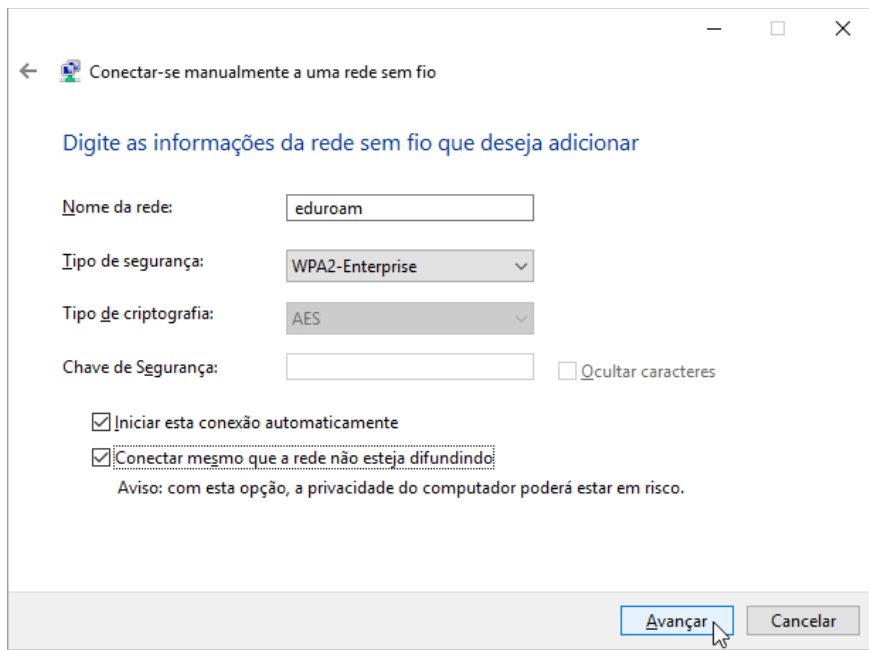 Conectar-se manualmente a uma rede sem fio
Digite as informações da rede sem fio que deseja adicionar
Nome da rede: eduroam
Tipo de segurança: WPA2-Enterprise
Tipo de criptografia: AES
Chave de Segurança: Ocultar caracteres
Iniciar esta conexão automaticamente
Conectar mesmo que a rede não esteja difundindo
Aviso: com esta opção, a privacidade do computador poderá estar em risco.
Avançar Cancelar